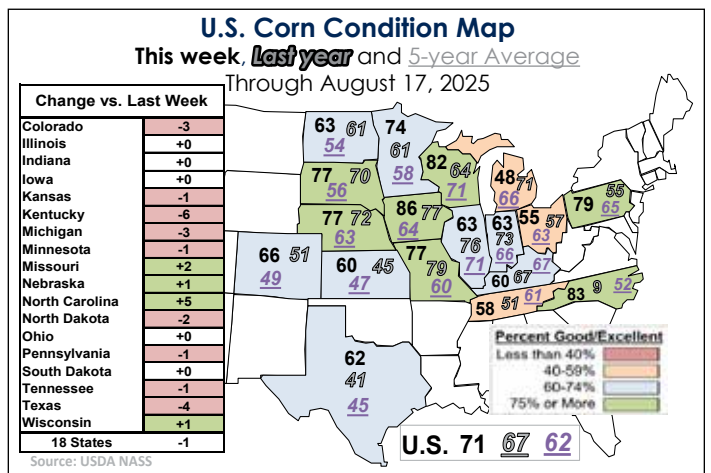 U.S. Corn Condition Map
This week, Last year and 5-year Average
Through August 17, 2025
Change vs. Last Week
Colorado -3
Illinois +0
Indiana +0
Iowa +0
Kansas -1
Kentucky -6
Michigan -3
Minnesota -1
Missouri +2
Nebraska +1
North Carolina +5
North Dakota -2
Ohio +0
Pennsylvania -1
South Dakota +0
Tennessee -1
Texas -4
Wisconsin +1
18 States -1
Source: USDA NASS
63 61
54
74
61
58
82 64
71
48 71
66
77 70
56
77 72
63
86 77
64
63
76
71
63
73
66
55 57
63
79 55
65
66 51
49
60 45
47
77
79
60
67
60 67
58 51 61
83 9 52
62
41
45
Percent Good/Excellent
Less than 40%
40-59%
60-74%
75% or More
U.S. 71 67 62